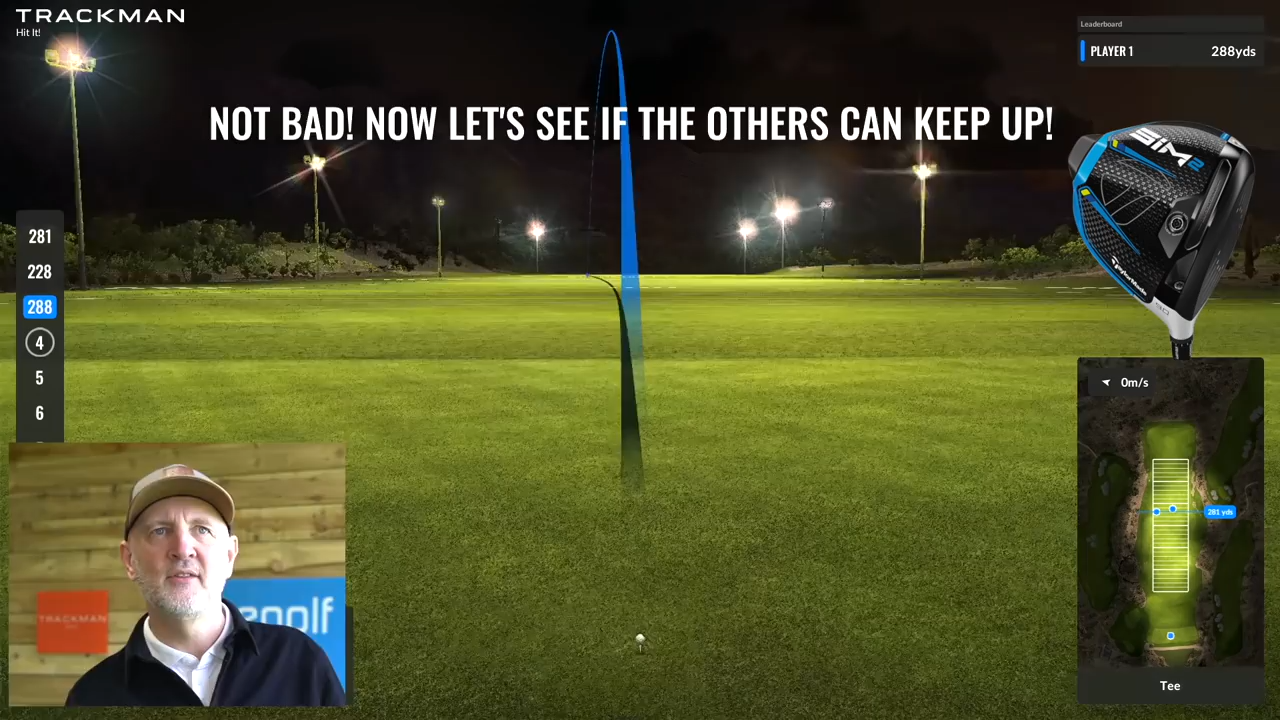 TRACKMAN
Hit It!
Leaderboard
PLAYER 1 288yds
NOT BAD! NOW LET'S SEE IF THE OTHERS CAN KEEP UP!
SIM2
TaylorMade
281
228
288
4
5
6
0m/s
281 yds
Tee
TRACKMAN
golf